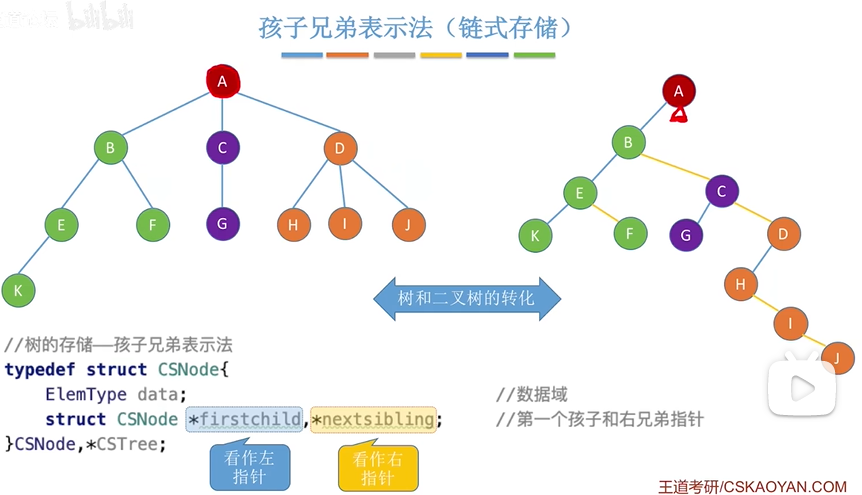 bilibili
孩子兄弟表示法（链式存储）
A
B
C
D
E
F
G
H
I
J
K
A
B
C
D
E
F
G
H
I
J
K
树和二叉树的转化
//树的存储——孩子兄弟表示法
typedef struct CSNode{
ElemType data; //数据域
struct CSNode *firstchild,*nextsibling; //第一个孩子和右兄弟指针
}CSNode,*CSTree;
看作左
指针
看作右
指针
王道考研/CSKAOYAN.COM